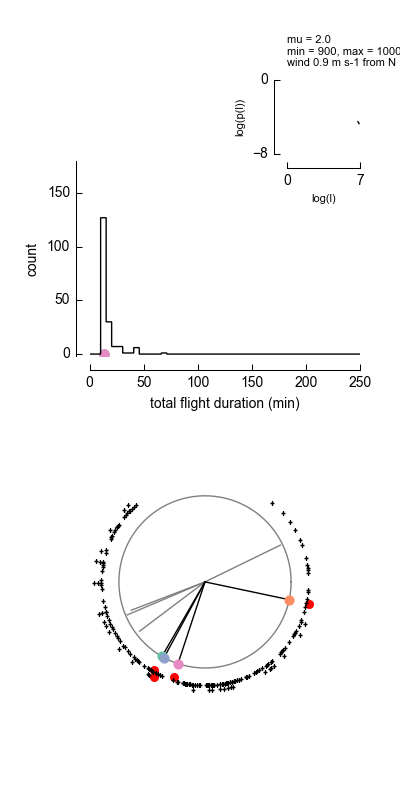 mu = 2.0
min = 900, max = 1000
wind 0.9 m s-1 from N
0
−8
log(p(l))
0 7
log(l)
150
100
50
0
count
0 50 100 150 200 250
total flight duration (min)